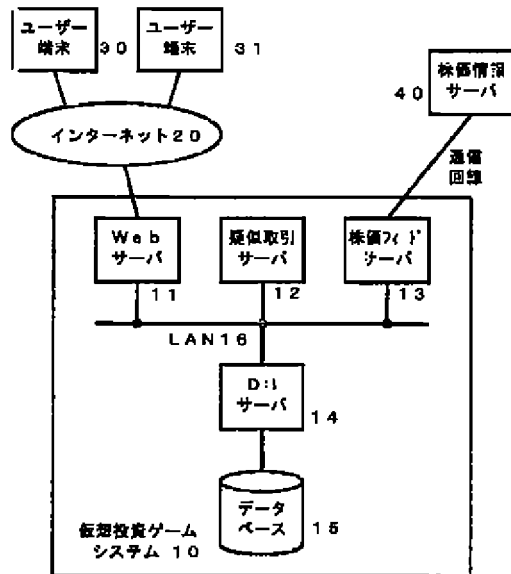 ユーザー
端末
30
ユーザー
端末
31
株価情報
サーバ
40
インターネット20
通信
回線
Web
サーバ
11
疑似取引
サーバ
12
株価フィード
サーバ
13
LAN16
サーバ
14
データ
ベース
15
仮想投資ゲーム
システム 10